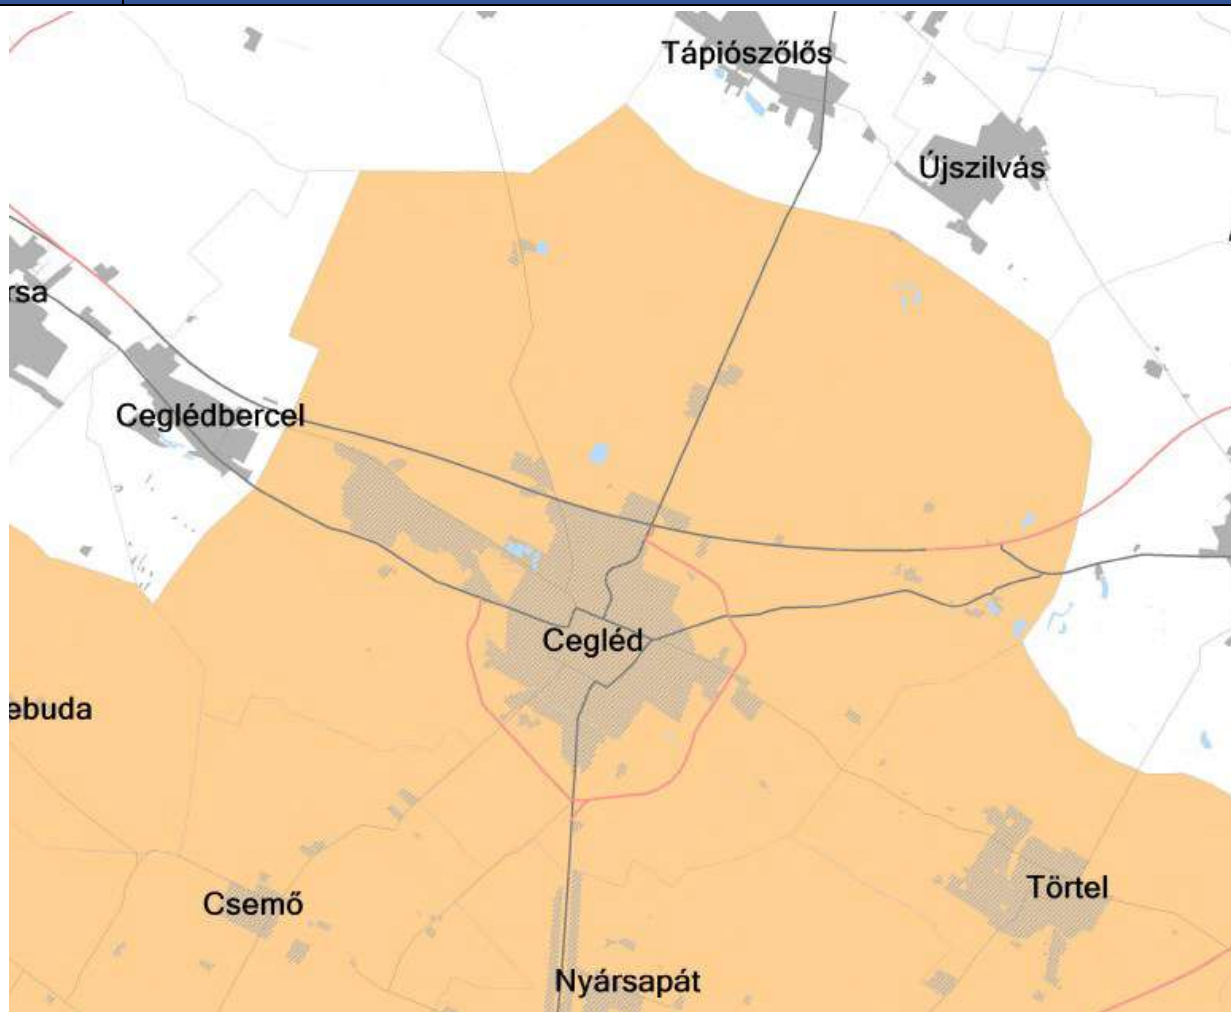 Tápiószőlős
Újszilvás
rsa
Ceglédbercel
Cegléd
ebuda
Törtel
Csemő
Nyársapát